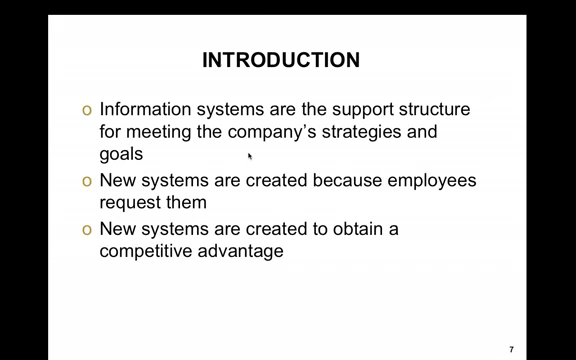 INTRODUCTION
o Information systems are the support structure
for meeting the company's strategies and
goals
o New systems are created because employees
request them
o New systems are created to obtain a
competitive advantage
7